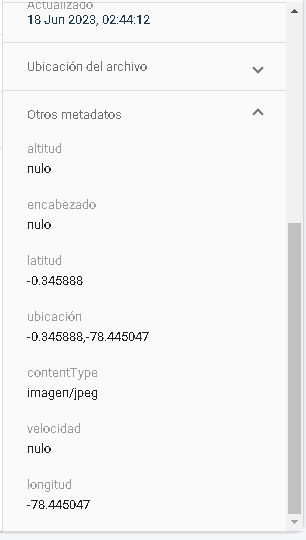 Actualizado
18 Jun 2023, 02:44:12
Ubicación del archivo
Otros metadatos
altitud
nulo
encabezado
nulo
latitud
-0.345888
ubicación
-0.345888,-78.445047
contentType
imagen/jpeg
velocidad
nulo
longitud
-78.445047